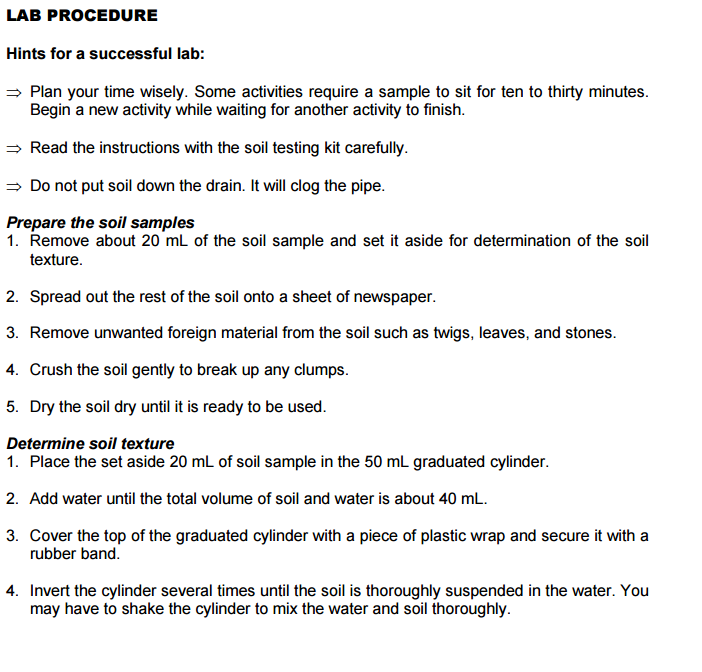 LAB PROCEDURE
Hints for a successful lab:
⇒ Plan your time wisely. Some activities require a sample to sit for ten to thirty minutes.
Begin a new activity while waiting for another activity to finish.
⇒ Read the instructions with the soil testing kit carefully.
⇒ Do not put soil down the drain. It will clog the pipe.
Prepare the soil samples
1. Remove about 20 mL of the soil sample and set it aside for determination of the soil
texture.
2. Spread out the rest of the soil onto a sheet of newspaper.
3. Remove unwanted foreign material from the soil such as twigs, leaves, and stones.
4. Crush the soil gently to break up any clumps.
5. Dry the soil dry until it is ready to be used.
Determine soil texture
1. Place the set aside 20 mL of soil sample in the 50 mL graduated cylinder.
2. Add water until the total volume of soil and water is about 40 mL.
3. Cover the top of the graduated cylinder with a piece of plastic wrap and secure it with a
rubber band.
4. Invert the cylinder several times until the soil is thoroughly suspended in the water. You
may have to shake the cylinder to mix the water and soil thoroughly.